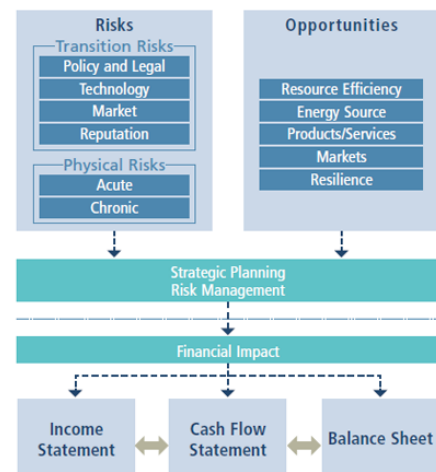 Risks
Transition Risks
Policy and Legal
Technology
Market
Reputation
Physical Risks
Acute
Chronic
Opportunities
Resource Efficiency
Energy Source
Products/Services
Markets
Resilience
Strategic Planning
Risk Management
Financial Impact
Income
Statement
Cash Flow
Statement
Balance Sheet